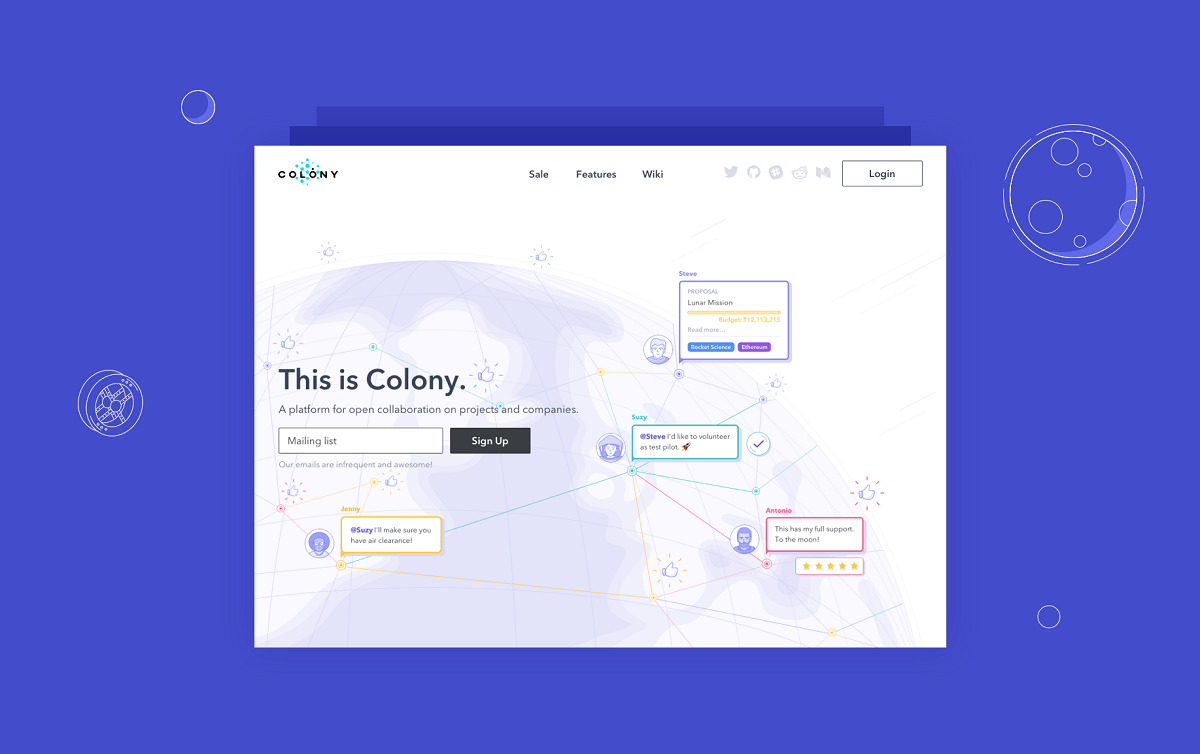 COLONY
Sale
Features
Wiki
Login
Steve
PROPOSAL
Lunar Mission
Budget: ₸12,113,215
Read more...
Rocket Science
Ethereum
This is Colony.
A platform for open collaboration on projects and companies.
Mailing list
Sign Up
Our emails are infrequent and awesome!
Suzy
@Steve I'd like to volunteer
as test pilot. 🚀
Jenny
@Suzy I'll make sure you
have air clearance!
Antonio
This has my full support.
To the moon!